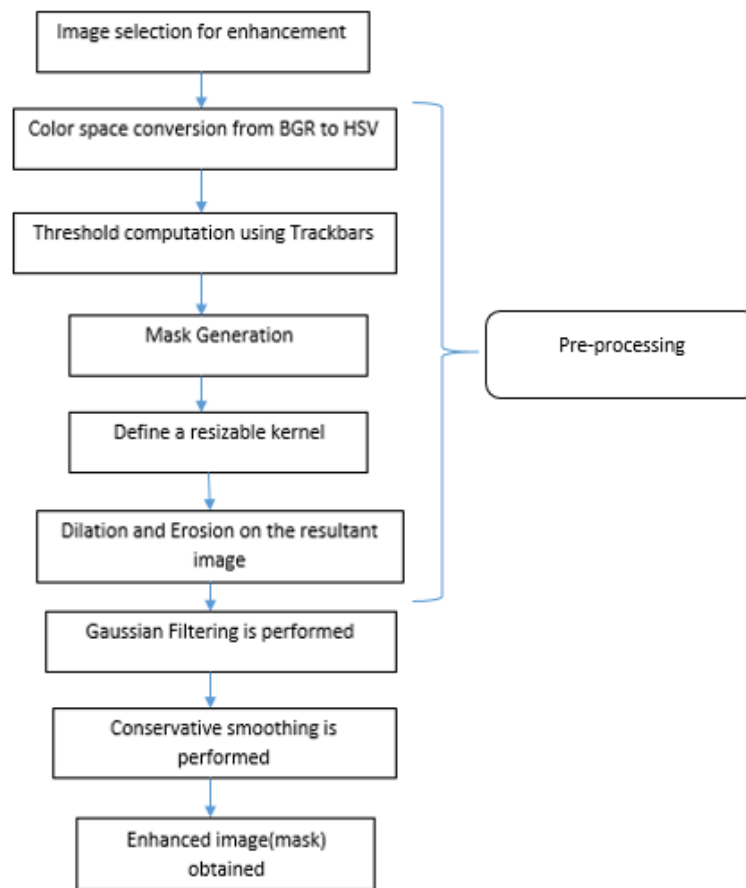 Image selection for enhancement
Color space conversion from BGR to HSV
Threshold computation using Trackbars
Mask Generation
Pre-processing
Define a resizable kernel
Dilation and Erosion on the resultant
image
Gaussian Filtering is performed
Conservative smoothing is
performed
Enhanced image(mask)
obtained